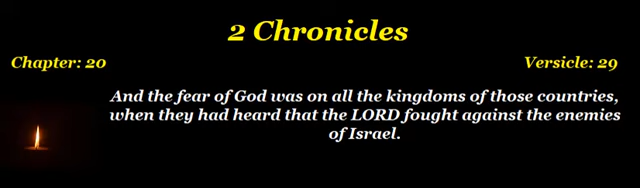 2 Chronicles
Chapter: 20
Versicle: 29
And the fear of God was on all the kingdoms of those countries,
when they had heard that the LORD fought against the enemies
of Israel.